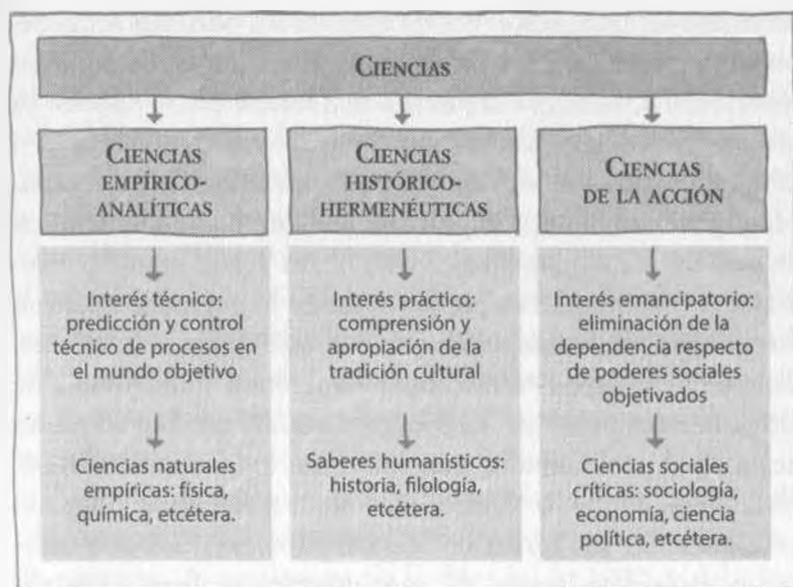 CIENCIAS
CIENCIAS
EMPÍRICO-
ANALÍTICAS
Interés técnico:
predicción y control
técnico de procesos en
el mundo objetivo
Ciencias naturales
empíricas: física,
química, etcétera.
CIENCIAS
HISTÓRICO-
HERMENÉUTICAS
Interés práctico:
comprensión y
apropiación de la
tradición cultural
Saberes humanísticos:
historia, filología,
etcétera.
CIENCIAS
DE LA ACCIÓN
Interés emancipatorio:
eliminación de la
dependencia respecto
de poderes sociales
objetivados
Ciencias sociales
críticas: sociología,
economía, ciencia
política, etcétera.